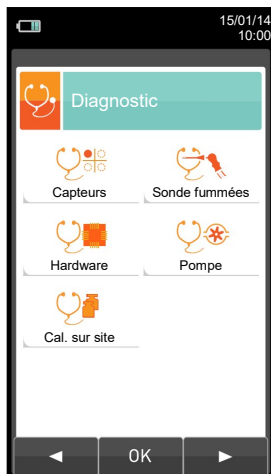 15/01/14
10:00
Diagnostic
Capteurs
Sonde fummées
Hardware
Pompe
Cal. sur site
OK